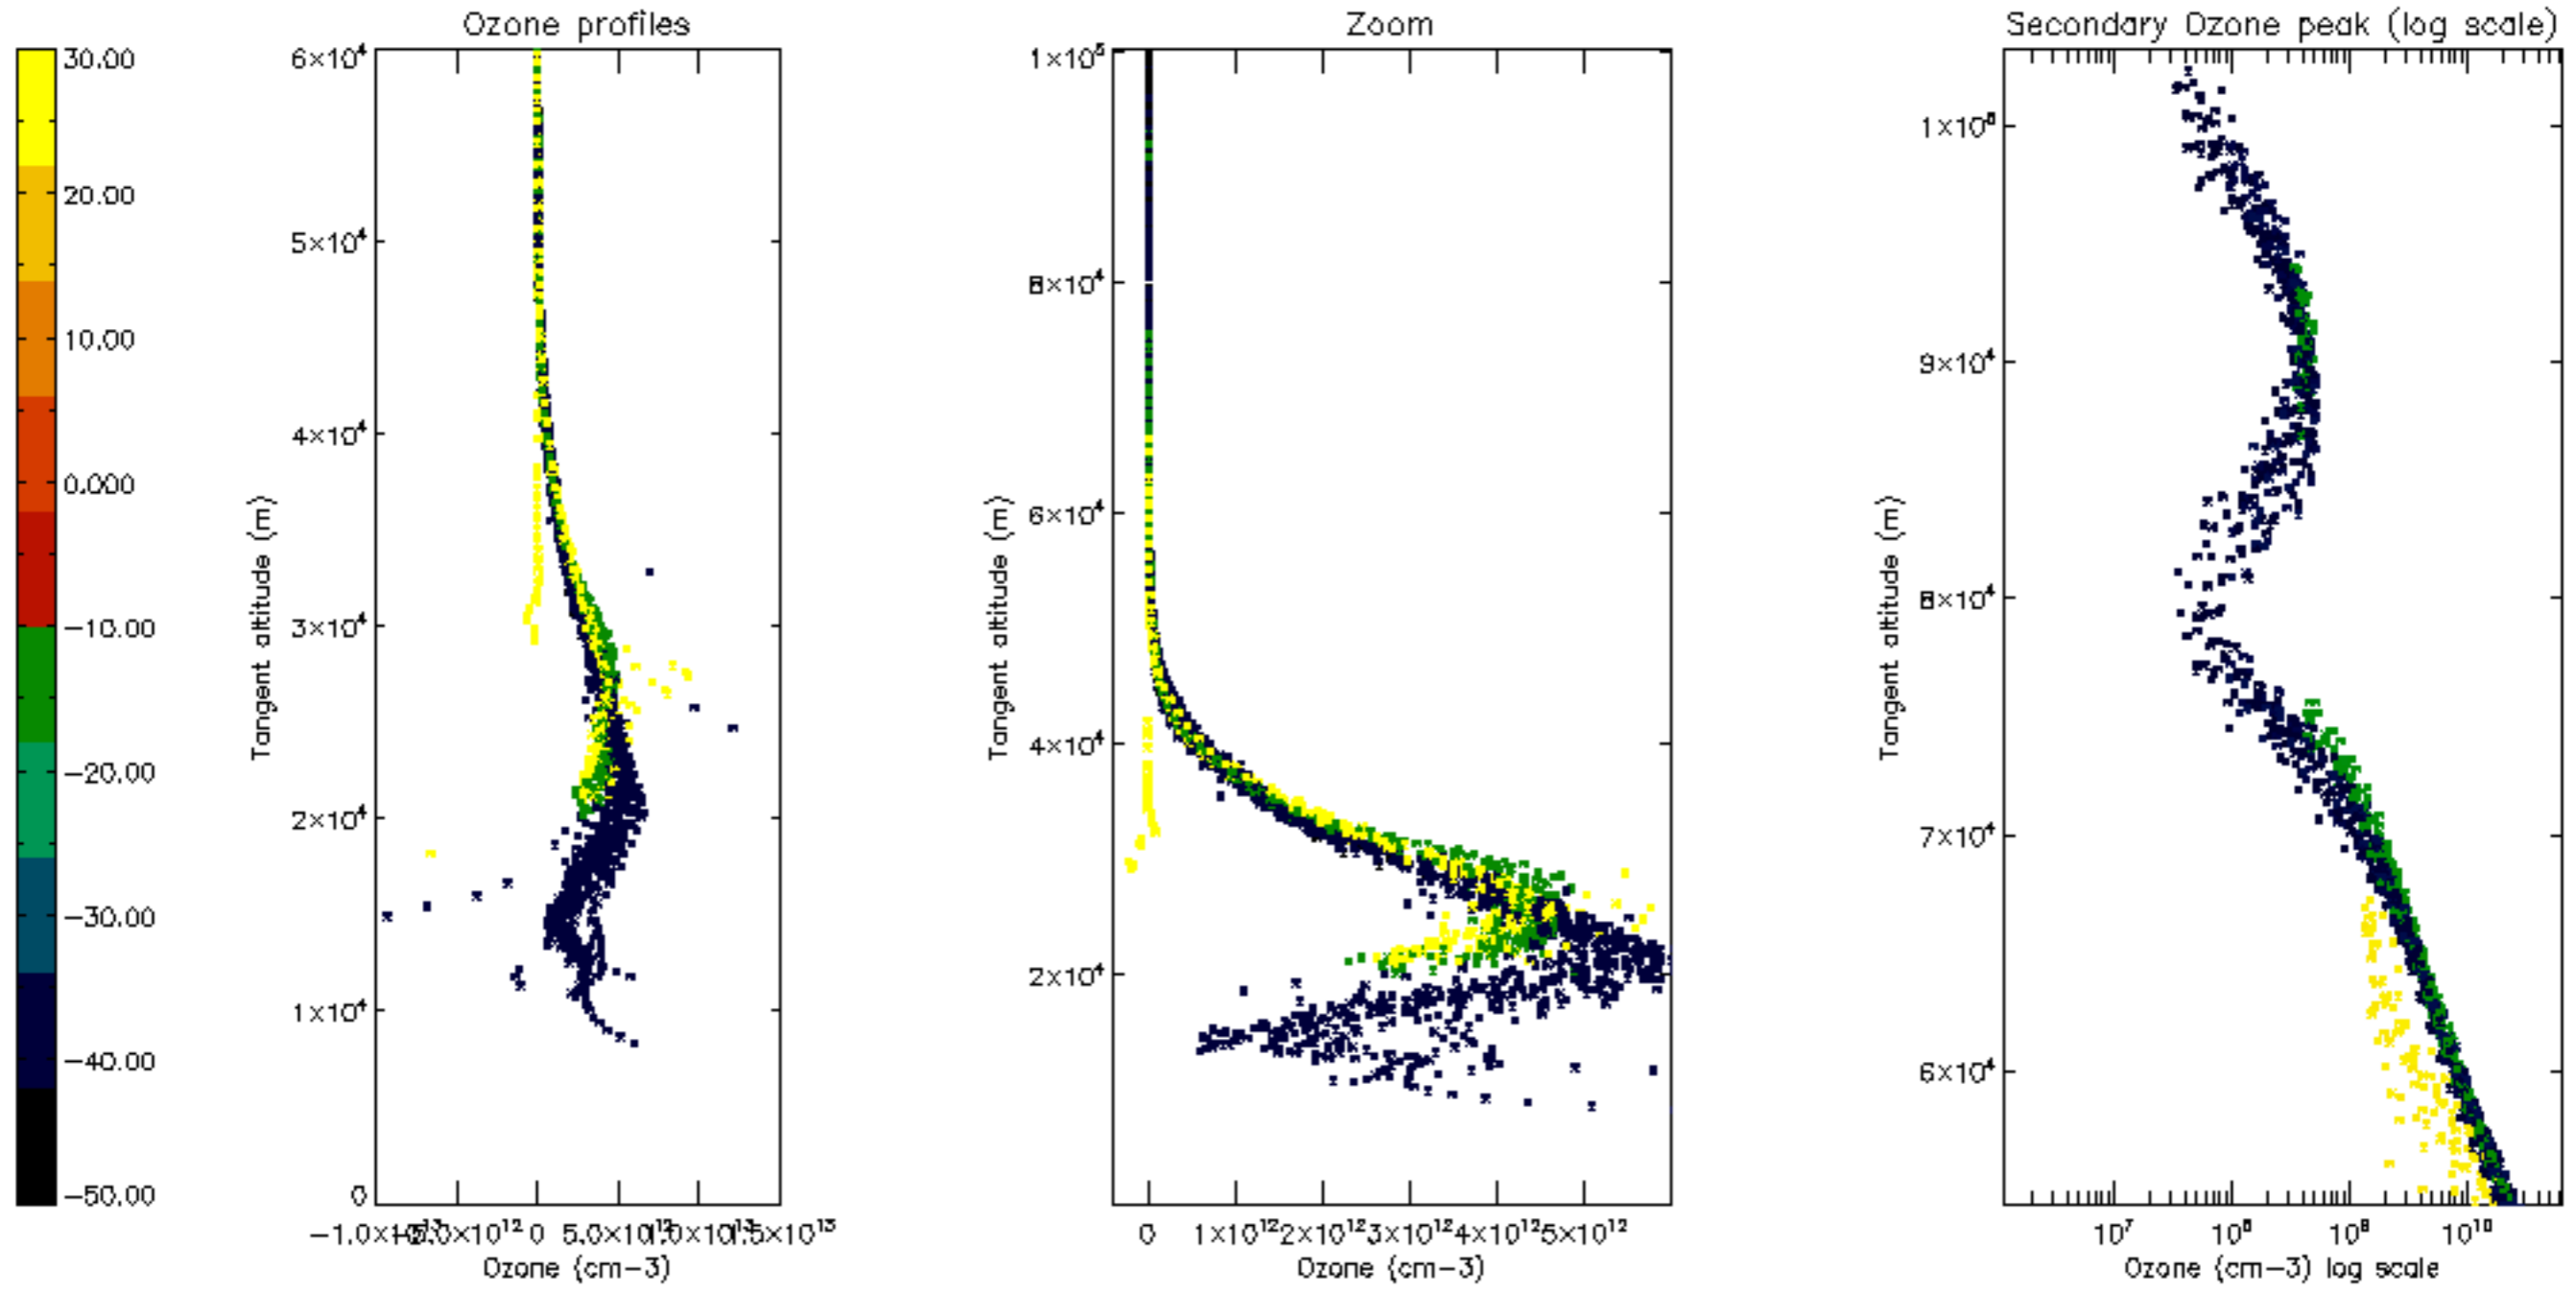 Ozone profiles
Zoom
Secondary Ozone peak (log scale)
30.00
20.00
10.00
0.000
−10.00
−20.00
−30.00
−40.00
−50.00
6×10⁴
5×10⁴
4×10⁴
3×10⁴
2×10⁴
1×10⁴
0
Tangent altitude (m)
0
Ozone (cm−3)
1×10⁵
8×10⁴
6×10⁴
4×10⁴
2×10⁴
Tangent altitude (m)
0 1×10¹² 2×10¹² 3×10¹² 4×10¹² 5×10¹²
Ozone (cm−3)
1×10⁵
9×10⁴
8×10⁴
7×10⁴
6×10⁴
Tangent altitude (m)
10⁷ 10⁸ 10⁹ 10¹⁰
Ozone (cm−3) log scale